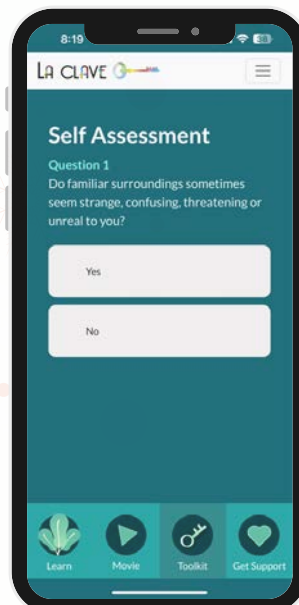 8:19
LA CLAVE
Self Assessment
Question 1
Do familiar surroundings sometimes
seem strange, confusing, threatening or
unreal to you?
Yes
No
Learn Movie Toolkit Get Support